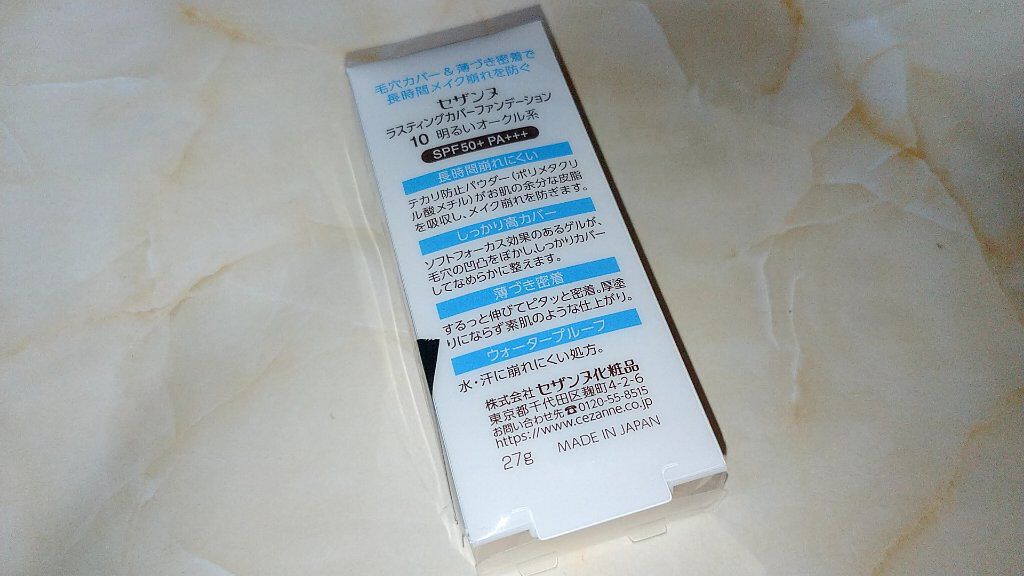 毛穴カバー&薄づき密着で
長時間メイク崩れを防ぐ
セザンヌ
ラスティングカバーファンデーション
10 明るいオークル系
SPF50+ PA+++
長時間崩れにくい
テカリ防止パウダー(ポリメタクリ
ル酸メチル)がお肌の余分な皮脂
を吸収し、メイク崩れを防ぎます。
しっかり高カバー
ソフトフォーカス効果のあるゲルが、
毛穴の凹凸をぼかし、しっかりカバー
してなめらかに整えます。
薄づき密着
するっと伸びてピタッと密着。厚塗
りにならず素肌のような仕上がり。
ウォータープルーフ
水・汗に崩れにくい処方。
株式会社 セザンヌ化粧品
東京都千代田区麹町4-2-6
お問い合わせ先☎0120-55-8515
https://www.cezanne.co.jp
27g MADE IN JAPAN